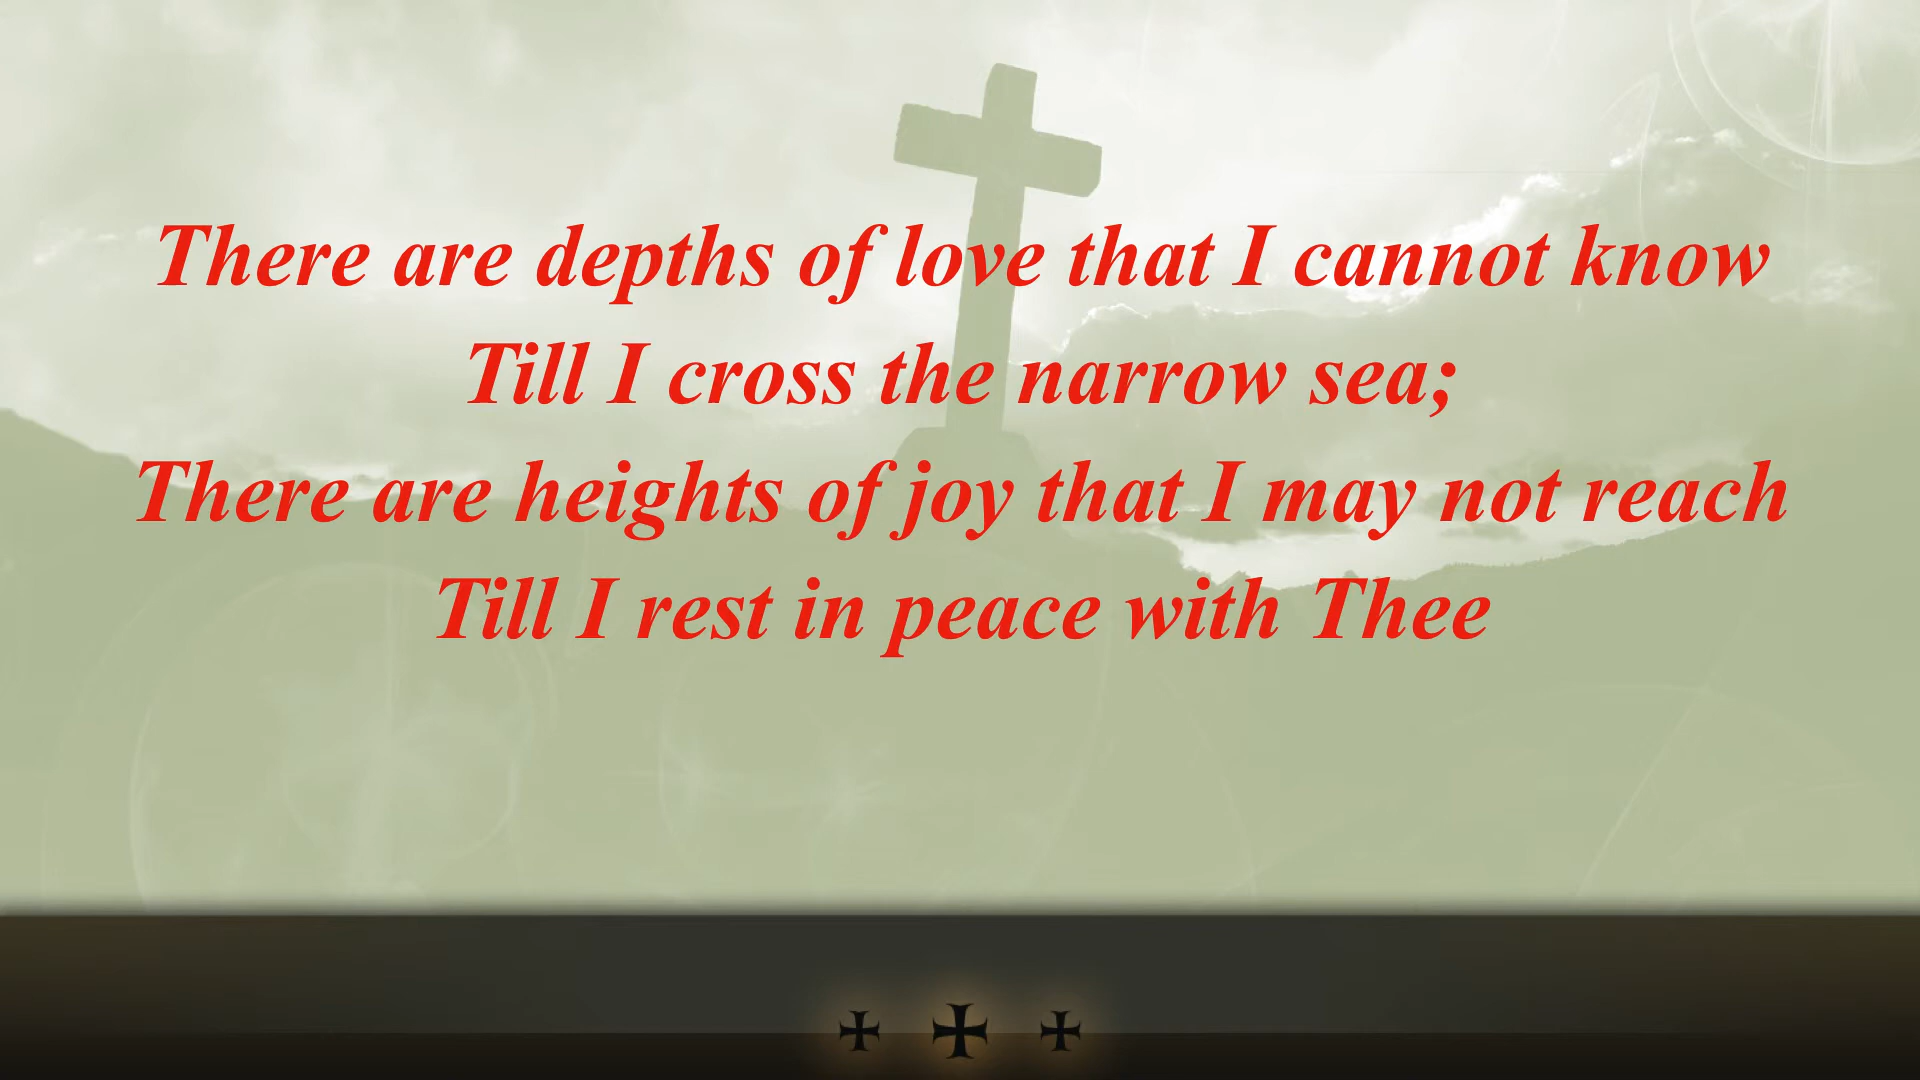 There are depths of love that I cannot know
Till I cross the narrow sea;
There are heights of joy that I may not reach
Till I rest in peace with Thee